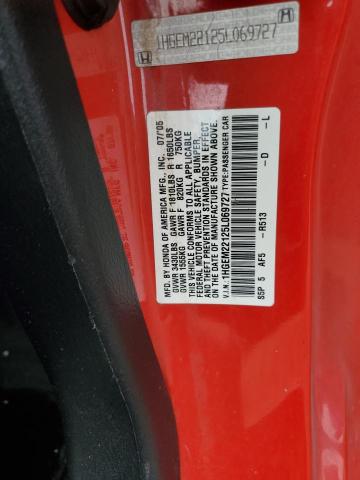 1HGEM22125L069727
MFD. BY HONDA OF AMERICA MFG., INC. 07/'05
GVWR 3430LBS GAWR F 1810LBS R 1650LBS
GVWR 1555KG GAWR F 820KG R 750KG
THIS VEHICLE CONFORMS TO ALL APPLICABLE
FEDERAL MOTOR VEHICLE SAFETY, BUMPER,
AND THEFT PREVENTION STANDARDS IN EFFECT
ON THE DATE OF MANUFACTURE SHOWN ABOVE.
V.I.N. : 1HGEM22125L069727 TYPE:PASSENGER CAR
S5P 5 AF5 -R513 -D -L